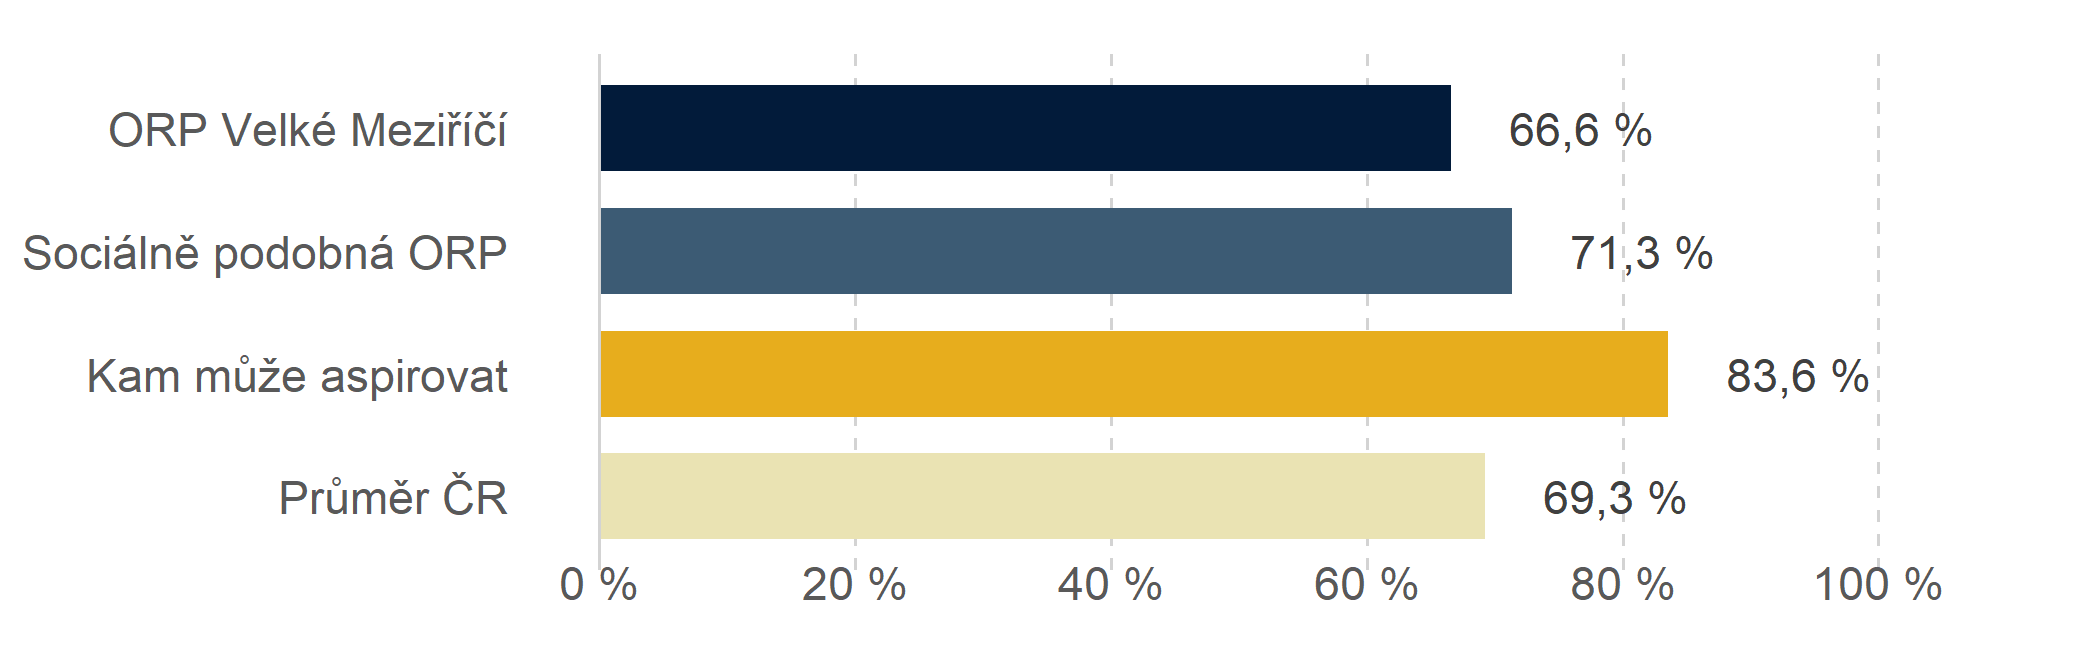 ORP Velké Meziříčí 66,6 %
Sociálně podobná ORP 71,3 %
Kam může aspirovat 83,6 %
Průměr ČR 69,3 %
0 % 20 % 40 % 60 % 80 % 100 %